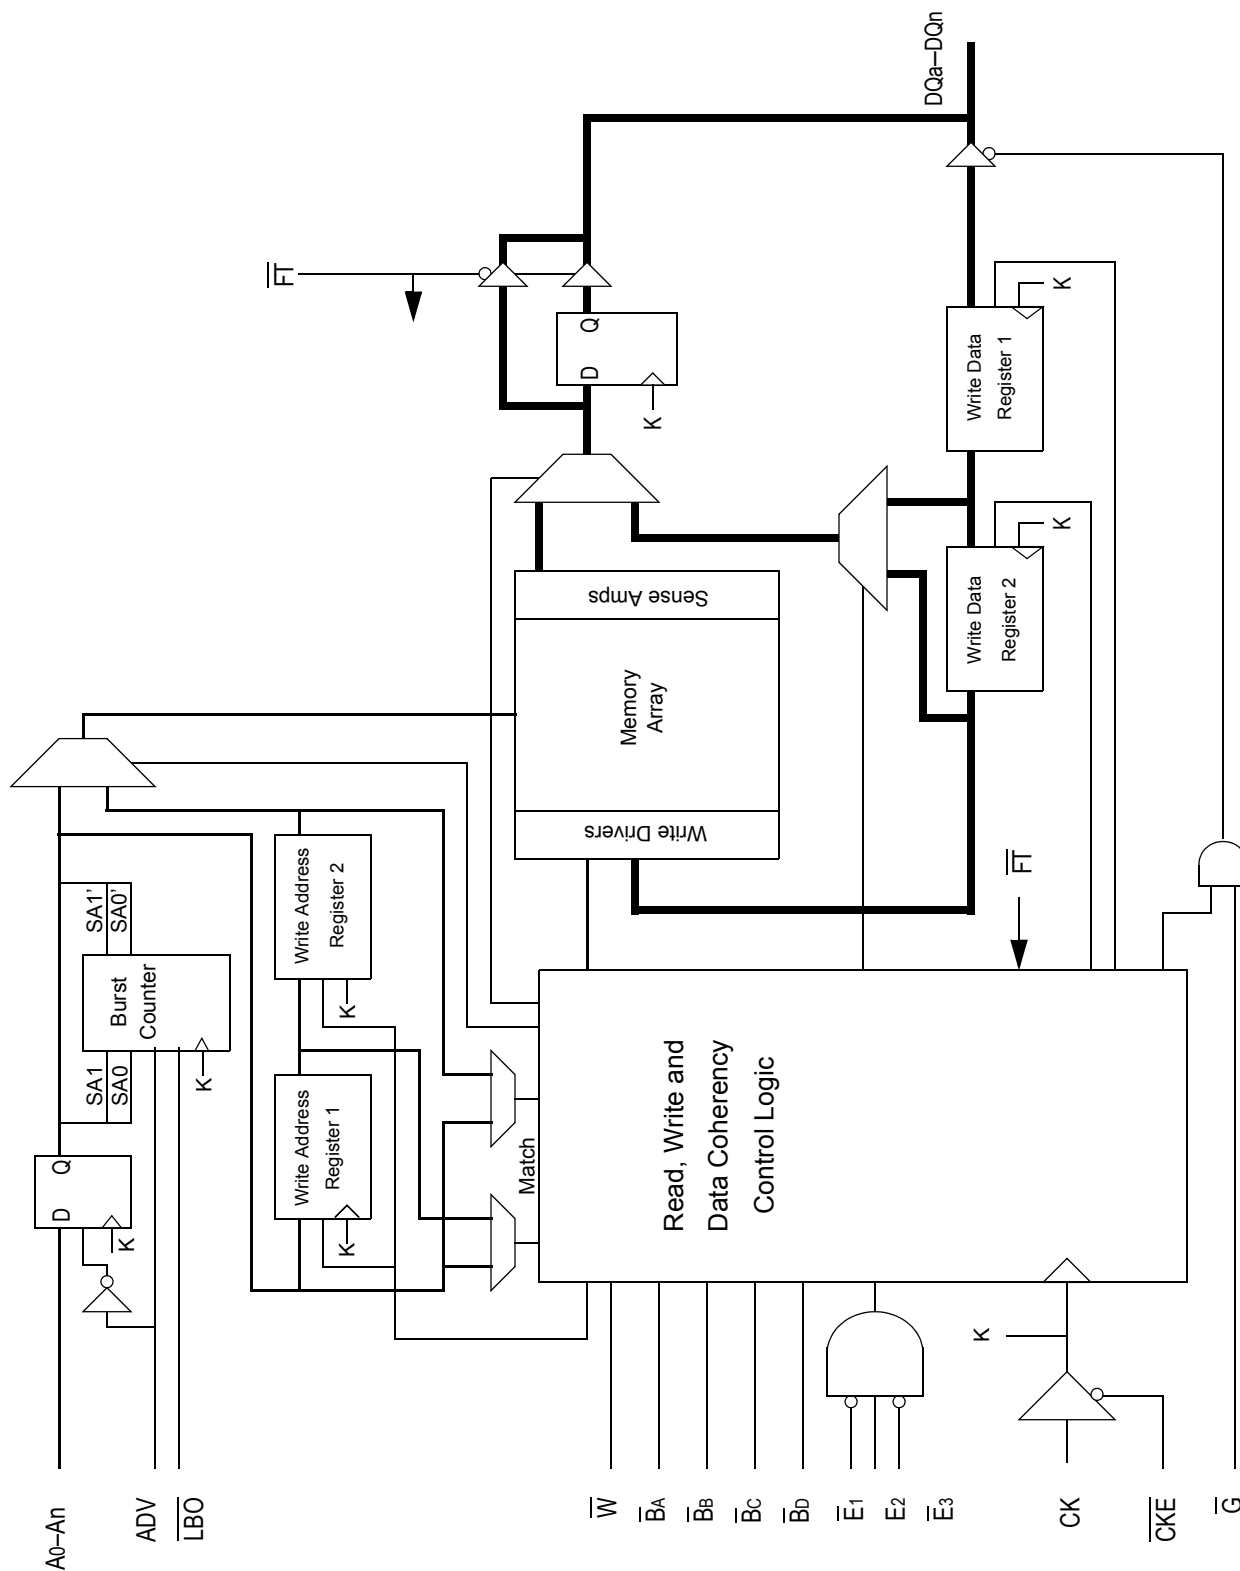 A0–An
ADV
LBO
D
Q
K
SA1
SA0
Burst
Counter
K
SA1'
SA0'
Write Address
Register 1
K
Write Address
Register 2
K
Match
FT
Write Drivers
Memory
Array
Sense Amps
K
D
Q
W
BA
BB
BC
BD
E1
E2
E3
Read, Write and
Data Coherency
Control Logic
FT
Write Data
Register 2
K
Write Data
Register 1
K
DQa–DQn
CK
K
CKE
G